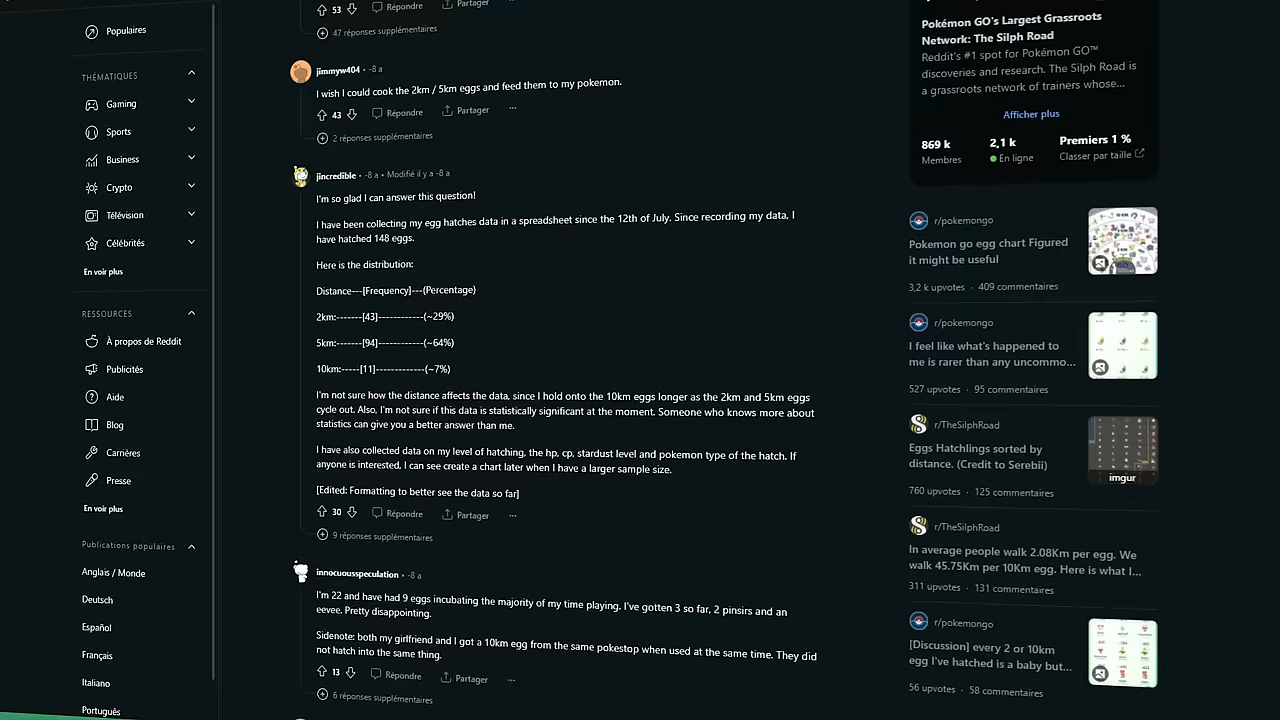 Populaires
THÉMATIQUES
Gaming
Sports
Business
Crypto
Télévision
Célébrités
En voir plus
RESSOURCES
À propos de Reddit
Publicités
Aide
Blog
Carrières
Presse
En voir plus
Publications populaires
Anglais / Monde
Deutsch
Español
Français
Italiano
Português
53 Répondre Partager ...
47 réponses supplémentaires
jimmyw404 • -8 a
I wish I could cook the 2km / 5km eggs and feed them to my pokemon.
43 Répondre Partager ...
2 réponses supplémentaires
jincredible • -8 a • Modifié il y a -8 a
I'm so glad I can answer this question!
I have been collecting my egg hatches data in a spreadsheet since the 12th of July. Since recording my data, I
have hatched 148 eggs.
Here is the distribution:
Distance---[Frequency]---(Percentage)
2km:-------[43]------------(~29%)
5km:-------[94]------------(~64%)
10km:-----[11]-------------(~7%)
I'm not sure how the distance affects the data, since I hold onto the 10km eggs longer as the 2km and 5km eggs
cycle out. Also, I'm not sure if this data is statistically significant at the moment. Someone who knows more about
statistics can give you a better answer than me.
I have also collected data on my level of hatching, the hp, cp, stardust level and pokemon type of the hatch. If
anyone is interested. I can see create a chart later when I have a larger sample size.
[Edited: Formatting to better see the data so far]
30 Répondre Partager ...
9 réponses supplémentaires
innocuousspeculation • -8 a
I'm 22 and have had 9 eggs incubating the majority of my time playing. I've gotten 3 so far, 2 pinsirs and an
eevee. Pretty disappointing.
Sidenote: both my girlfriend and I got a 10km egg from the same pokestop when used at the same time. They did
not hatch into the same thing.
13 Répondre Partager ...
6 réponses supplémentaires
Pokémon GO's Largest Grassroots
Network: The Silph Road
Reddit's #1 spot for Pokémon GO™
discoveries and research. The Silph Road is
a grassroots network of trainers whose...
Afficher plus
869 k 2,1 k Premiers 1 %
Membres En ligne Classer par taille
r/pokemongo
Pokemon go egg chart Figured
it might be useful
3,2 k upvotes · 409 commentaires
r/pokemongo
I feel like what's happened to
me is rarer than any uncommo...
527 upvotes · 95 commentaires
r/TheSilphRoad
Eggs Hatchlings sorted by
distance. (Credit to Serebii)
imgur
760 upvotes · 125 commentaires
r/TheSilphRoad
In average people walk 2.08Km per egg. We
walk 45.75Km per 10Km egg. Here is what I...
311 upvotes · 131 commentaires
r/pokemongo
[Discussion] every 2 or 10km
egg I've hatched is a baby but...
56 upvotes · 58 commentaires